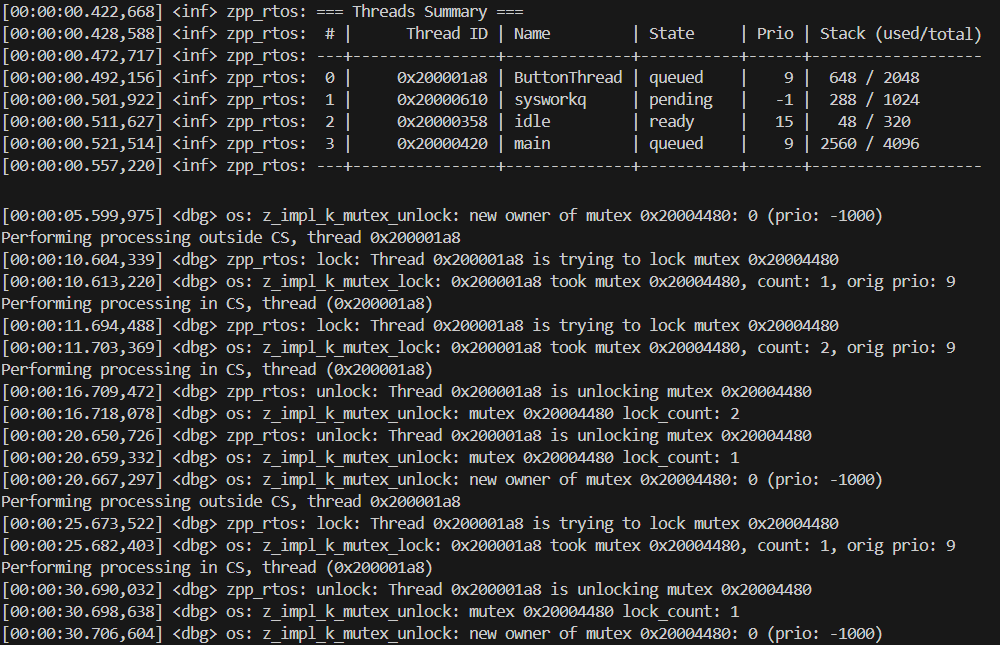 [00:00:00.422,668] <inf> zpp_rtos: === Threads Summary ===
[00:00:00.428,588] <inf> zpp_rtos:  # |      Thread ID | Name         | State     | Prio | Stack (used/total)
[00:00:00.472,717] <inf> zpp_rtos: ---+----------------+--------------+-----------+------+-------------------
[00:00:00.492,156] <inf> zpp_rtos:  0 |     0x200001a8 | ButtonThread | queued    |    9 |  648 / 2048
[00:00:00.501,922] <inf> zpp_rtos:  1 |     0x20000610 | sysworkq     | pending   |   -1 |  288 / 1024
[00:00:00.511,627] <inf> zpp_rtos:  2 |     0x20000358 | idle         | ready     |   15 |   48 / 320
[00:00:00.521,514] <inf> zpp_rtos:  3 |     0x20000420 | main         | queued    |    9 | 2560 / 4096
[00:00:00.557,220] <inf> zpp_rtos: ---+----------------+--------------+-----------+------+-------------------
[00:00:05.599,975] <dbg> os: z_impl_k_mutex_unlock: new owner of mutex 0x20004480: 0 (prio: -1000)
Performing processing outside CS, thread 0x200001a8
[00:00:10.604,339] <dbg> zpp_rtos: lock: Thread 0x200001a8 is trying to lock mutex 0x20004480
[00:00:10.613,220] <dbg> os: z_impl_k_mutex_lock: 0x200001a8 took mutex 0x20004480, count: 1, orig prio: 9
Performing processing in CS, thread (0x200001a8)
[00:00:11.694,488] <dbg> zpp_rtos: lock: Thread 0x200001a8 is trying to lock mutex 0x20004480
[00:00:11.703,369] <dbg> os: z_impl_k_mutex_lock: 0x200001a8 took mutex 0x20004480, count: 2, orig prio: 9
Performing processing in CS, thread (0x200001a8)
[00:00:16.709,472] <dbg> zpp_rtos: unlock: Thread 0x200001a8 is unlocking mutex 0x20004480
[00:00:16.718,078] <dbg> os: z_impl_k_mutex_unlock: mutex 0x20004480 lock_count: 2
[00:00:20.650,726] <dbg> zpp_rtos: unlock: Thread 0x200001a8 is unlocking mutex 0x20004480
[00:00:20.659,332] <dbg> os: z_impl_k_mutex_unlock: mutex 0x20004480 lock_count: 1
[00:00:20.667,297] <dbg> os: z_impl_k_mutex_unlock: new owner of mutex 0x20004480: 0 (prio: -1000)
Performing processing outside CS, thread 0x200001a8
[00:00:25.673,522] <dbg> zpp_rtos: lock: Thread 0x200001a8 is trying to lock mutex 0x20004480
[00:00:25.682,403] <dbg> os: z_impl_k_mutex_lock: 0x200001a8 took mutex 0x20004480, count: 1, orig prio: 9
Performing processing in CS, thread (0x200001a8)
[00:00:30.690,032] <dbg> zpp_rtos: unlock: Thread 0x200001a8 is unlocking mutex 0x20004480
[00:00:30.698,638] <dbg> os: z_impl_k_mutex_unlock: mutex 0x20004480 lock_count: 1
[00:00:30.706,604] <dbg> os: z_impl_k_mutex_unlock: new owner of mutex 0x20004480: 0 (prio: -1000)